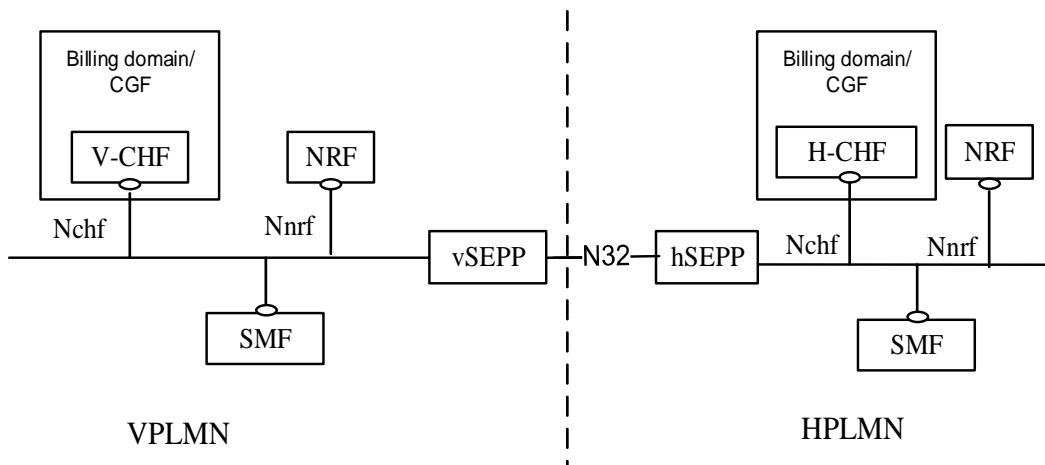 Billing domain/
CGF
V-CHF
NRF
Nchf
Nnrf
vSEPP
SMF
VPLMN
N32
Billing domain/
CGF
H-CHF
NRF
hSEPP
Nchf
Nnrf
SMF
HPLMN